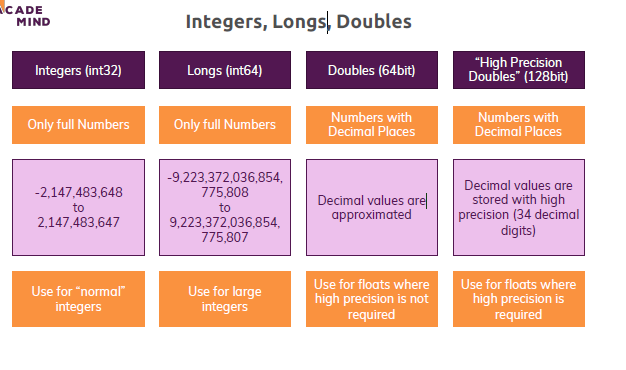 CADE
MIND
Integers, Longs, Doubles
Integers (int32)
Only full Numbers
-2,147,483,648
to
2,147,483,647
Use for “normal”
integers
Longs (int64)
Only full Numbers
-9,223,372,036,854,
775,808
to
9,223,372,036,854,
775,807
Use for large
integers
Doubles (64bit)
Numbers with
Decimal Places
Decimal values are
approximated
Use for floats where
high precision is not
required
“High Precision
Doubles” (128bit)
Numbers with
Decimal Places
Decimal values are
stored with high
precision (34 decimal
digits)
Use for floats where
high precision is
required